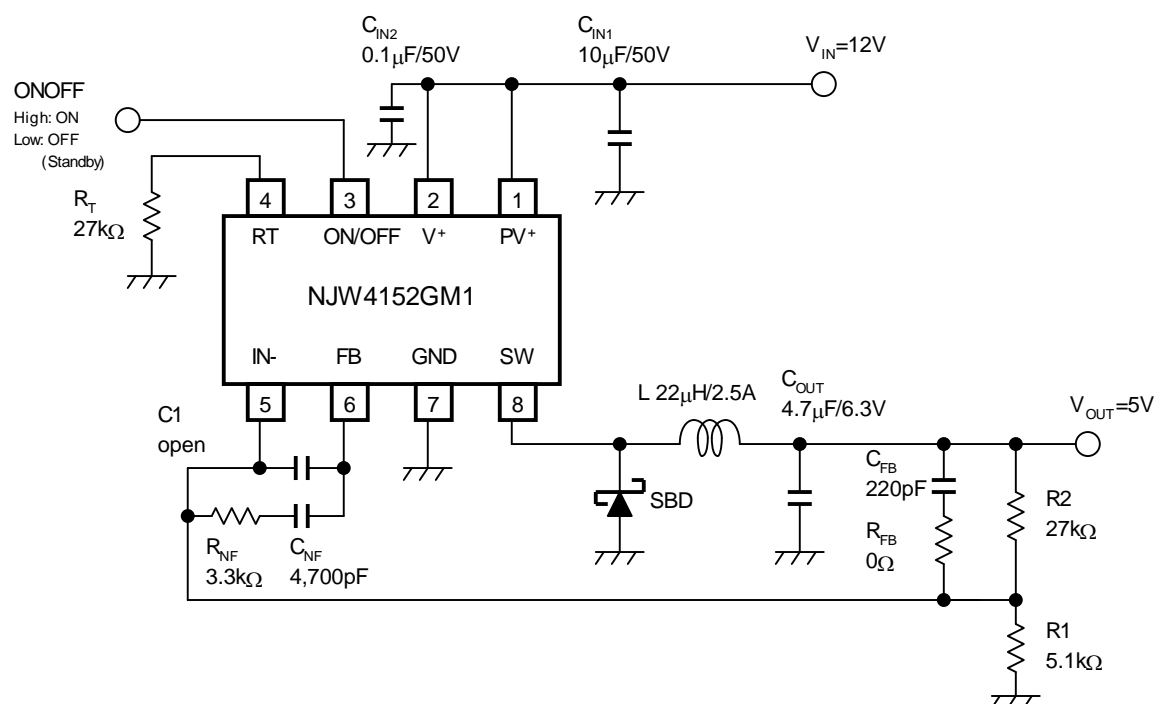 C_IN2
0.1μF/50V
C_IN1
10μF/50V
V_IN=12V
ONOFF
High: ON
Low: OFF
(Standby)
R_T
27kΩ
4
3
2
1
RT
ON/OFF
V⁺
PV⁺
NJW4152GM1
IN-
FB
GND
SW
5
6
7
8
C1
open
R_NF
3.3kΩ
C_NF
4,700pF
L 22μH/2.5A
SBD
C_OUT
4.7μF/6.3V
V_OUT=5V
C_FB
220pF
R_FB
0Ω
R2
27kΩ
R1
5.1kΩ